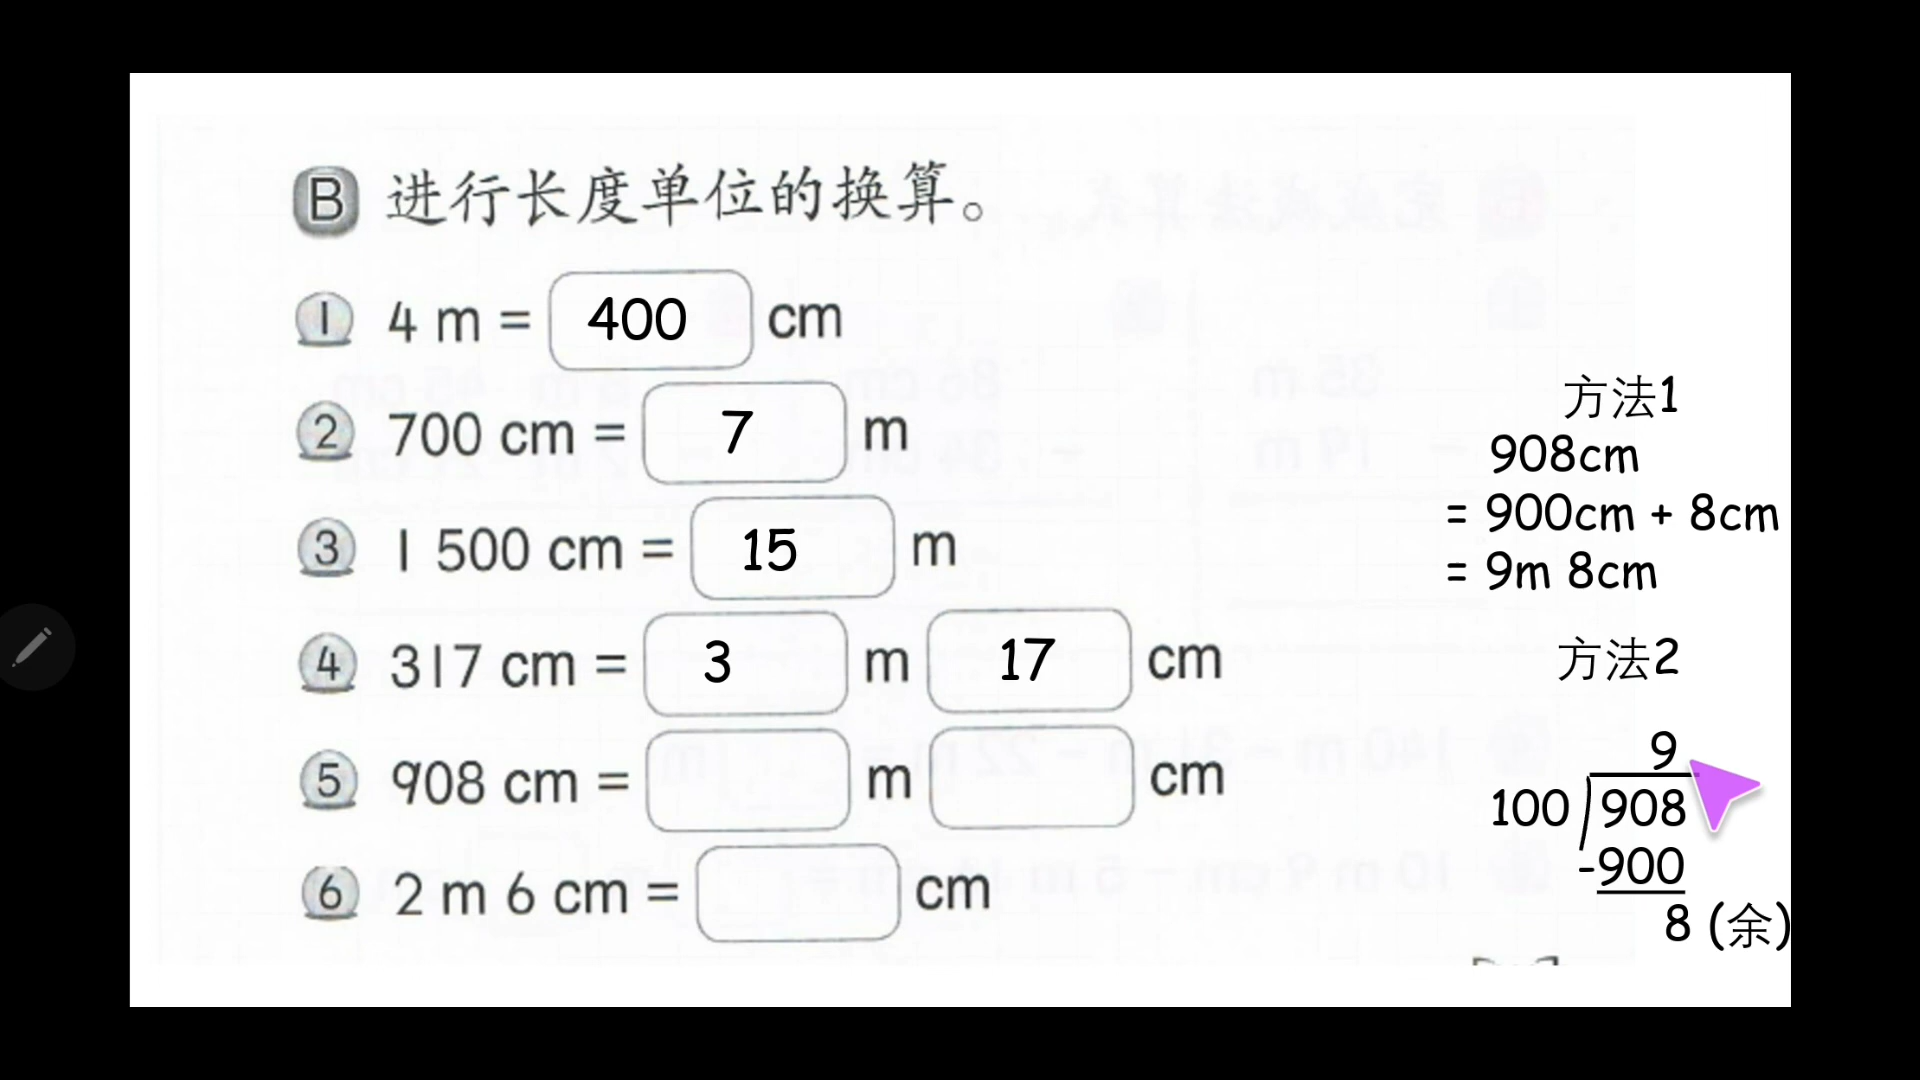 B 进行长度单位的换算。
1 4 m = 400 cm
2 700 cm = 7 m
3 1 500 cm = 15 m
4 317 cm = 3 m 17 cm
5 908 cm = m cm
6 2 m 6 cm = cm
方法1
908cm
= 900cm + 8cm
= 9m 8cm
方法2
9
100 908
-900
8 (余)